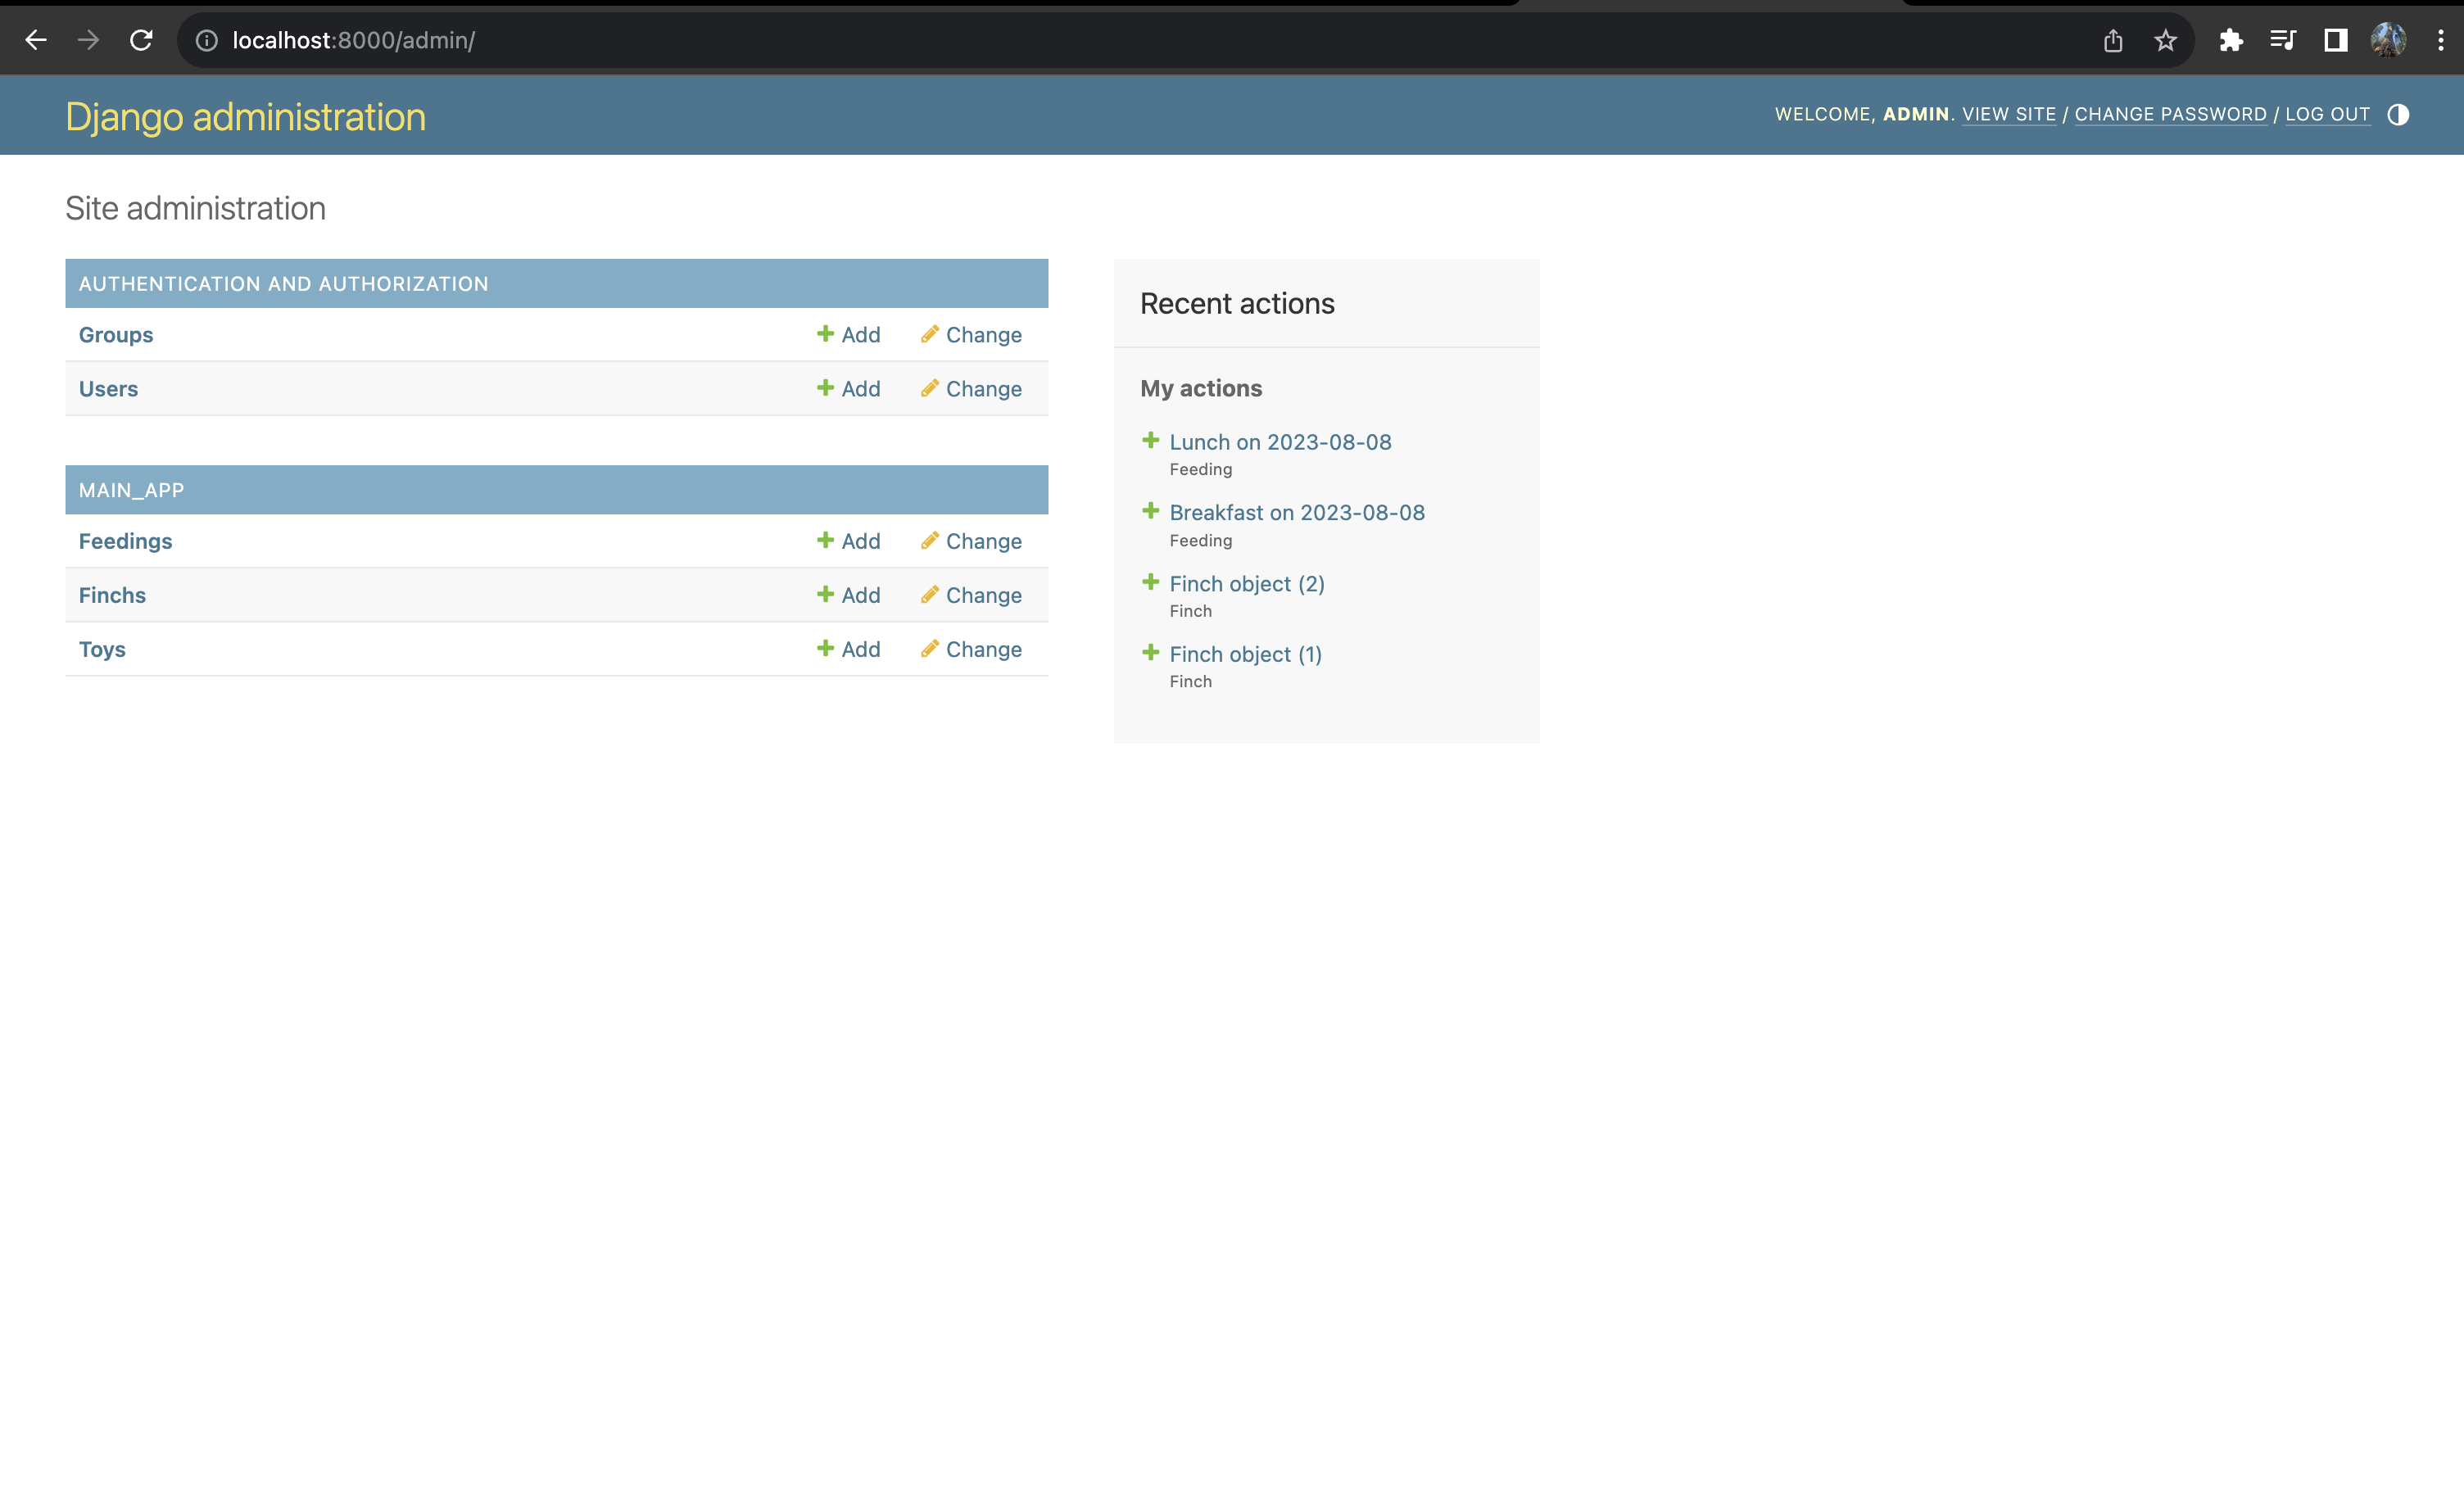 localhost:8000/admin/
Django administration
WELCOME, ADMIN. VIEW SITE / CHANGE PASSWORD / LOG OUT
Site administration
AUTHENTICATION AND AUTHORIZATION
Groups Add Change
Users Add Change
MAIN_APP
Feedings Add Change
Finchs Add Change
Toys Add Change
Recent actions
My actions
Lunch on 2023-08-08
Feeding
Breakfast on 2023-08-08
Feeding
Finch object (2)
Finch
Finch object (1)
Finch